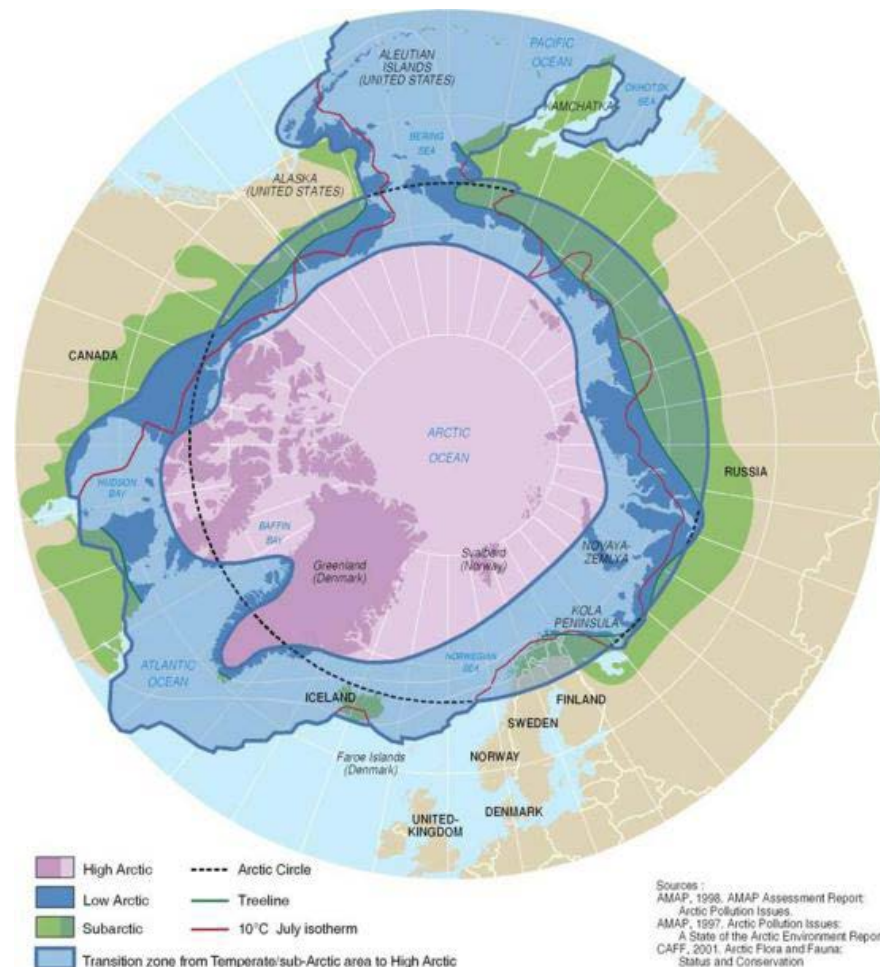 ALEUTIAN
ISLANDS
(UNITED STATES)
PACIFIC
OCEAN
OKHOTSK
SEA
KAMCHATKA
BERING
SEA
ALASKA
(UNITED STATES)
CANADA
ARCTIC
OCEAN
RUSSIA
HUDSON
BAY
BAFFIN
BAY
Greenland
(Denmark)
Svalbard
(Norway)
NOVAYA-
ZEMLYA
KOLA
PENINSULA
ATLANTIC
OCEAN
NORWEGIAN
SEA
ICELAND
FINLAND
SWEDEN
NORWAY
Faroe Islands
(Denmark)
DENMARK
UNITED-
KINGDOM
High Arctic
Low Arctic
Subarctic
Transition zone from Temperate/sub-Arctic area to High Arctic
Arctic Circle
Treeline
10°C July isotherm
Sources :
AMAP, 1998. AMAP Assessment Report:
Arctic Pollution Issues.
AMAP, 1997. Arctic Pollution Issues:
A State of the Arctic Environment Repor
CAFF, 2001. Arctic Flora and Fauna:
Status and Conservation